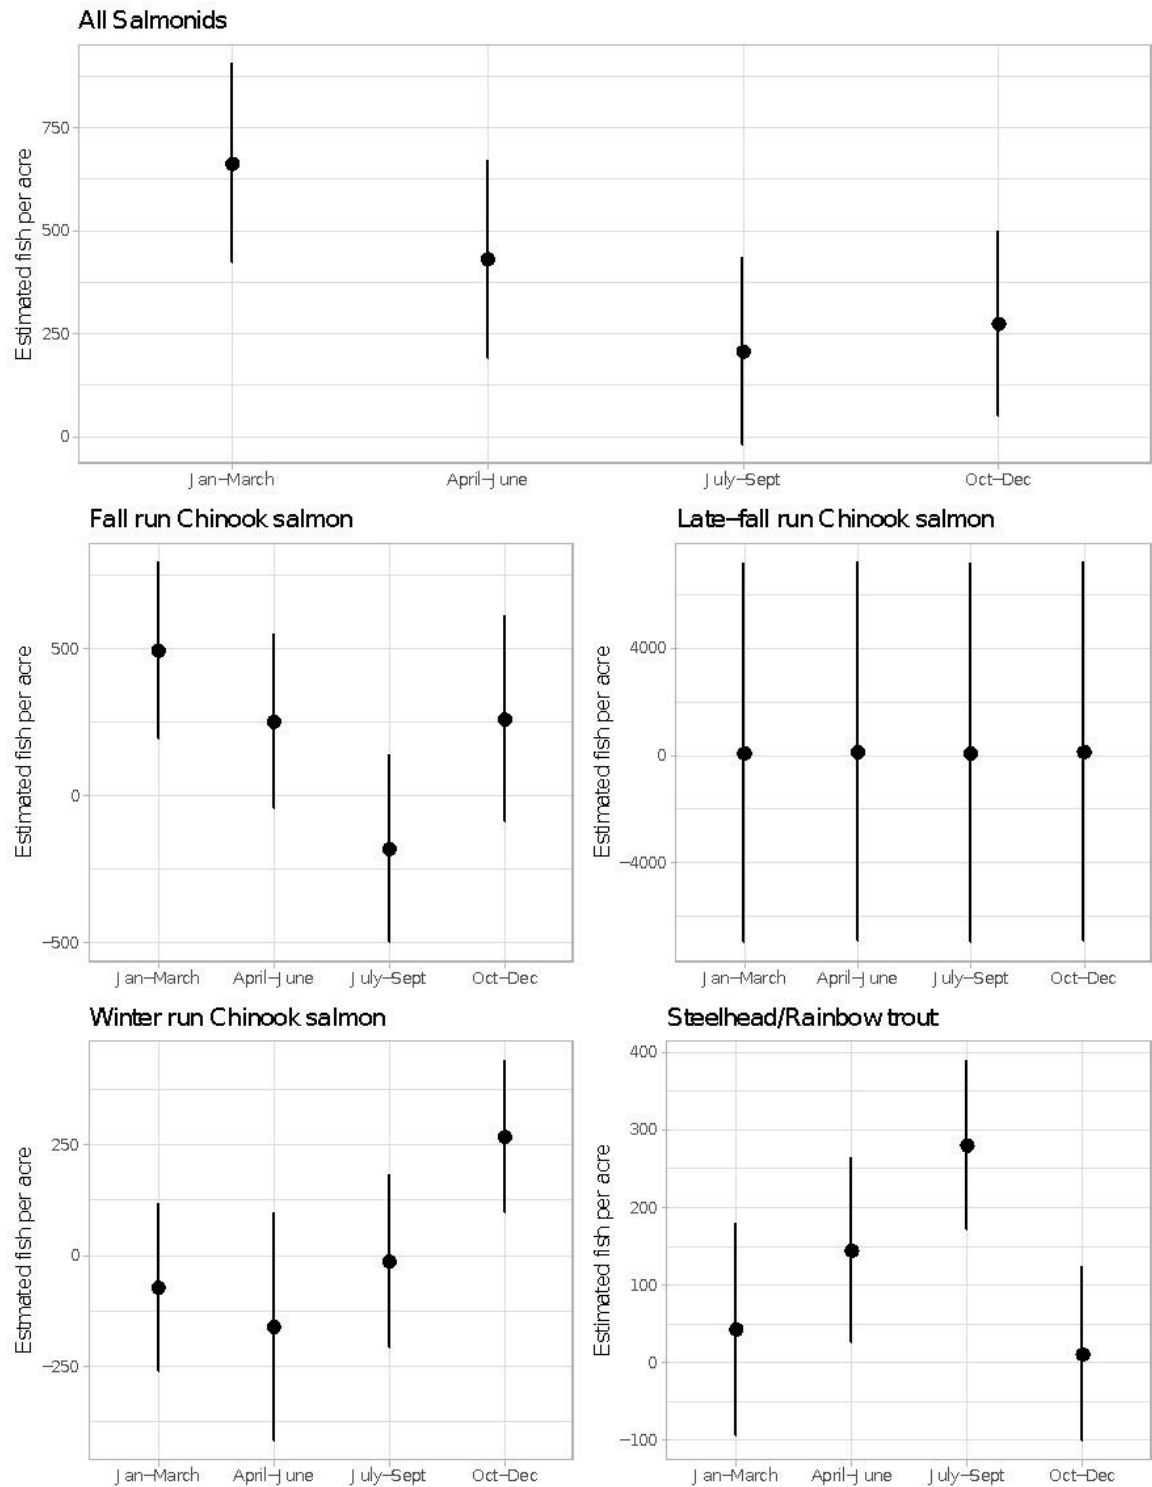 All Salmonids
Estimated fish per acre
750
500
250
0
Jan–March April–June July–Sept Oct–Dec
Fall run Chinook salmon
Estimated fish per acre
500
0
−500
Jan–March April–June July–Sept Oct–Dec
Late–fall run Chinook salmon
Estimated fish per acre
4000
0
−4000
Jan–March April–June July–Sept Oct–Dec
Winter run Chinook salmon
Estmated fish per acre
250
0
−250
Jan–March April–June July–Sept Oct–Dec
Steelhead/Rainbow trout
Estimated fish per acre
400
300
200
100
0
−100
Jan–March April–June July–Sept Oct–Dec